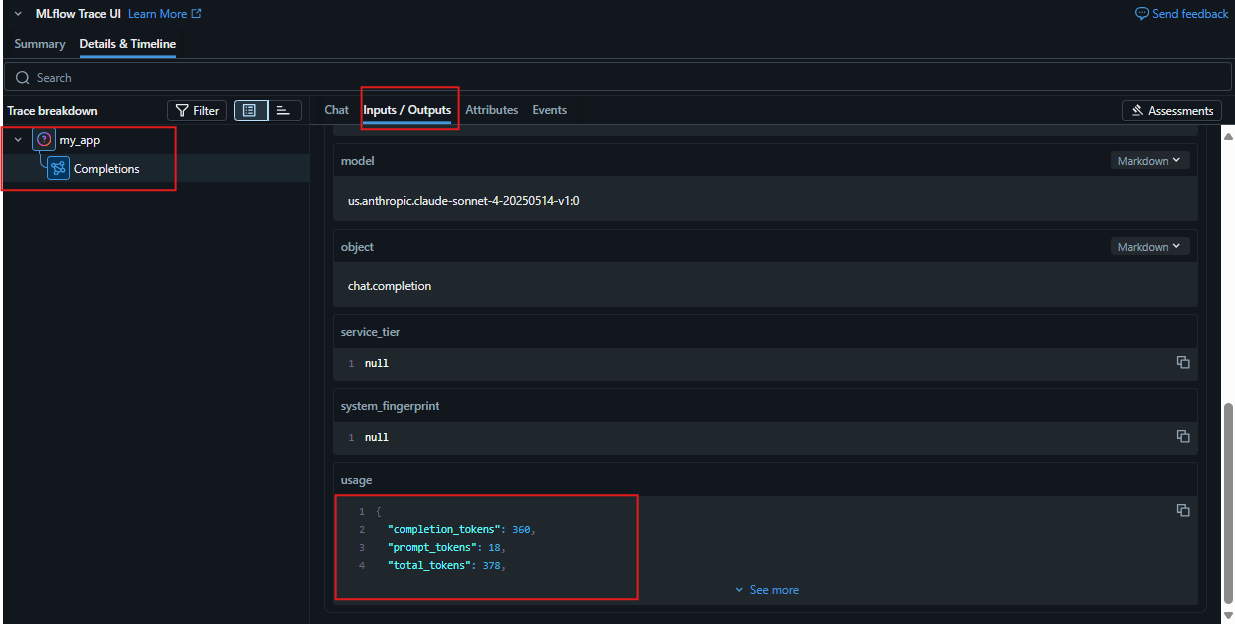 MLflow Trace UI Learn More Send feedback
Summary Details & Timeline
Search
Trace breakdown Filter Chat Inputs / Outputs Attributes Events Assessments
my_app
Completions
model Markdown
us.anthropic.claude-sonnet-4-20250514-v1:0
object Markdown
chat.completion
service_tier
1 null
system_fingerprint
1 null
usage
1 {
2 "completion_tokens": 360,
3 "prompt_tokens": 18,
4 "total_tokens": 378,
See more